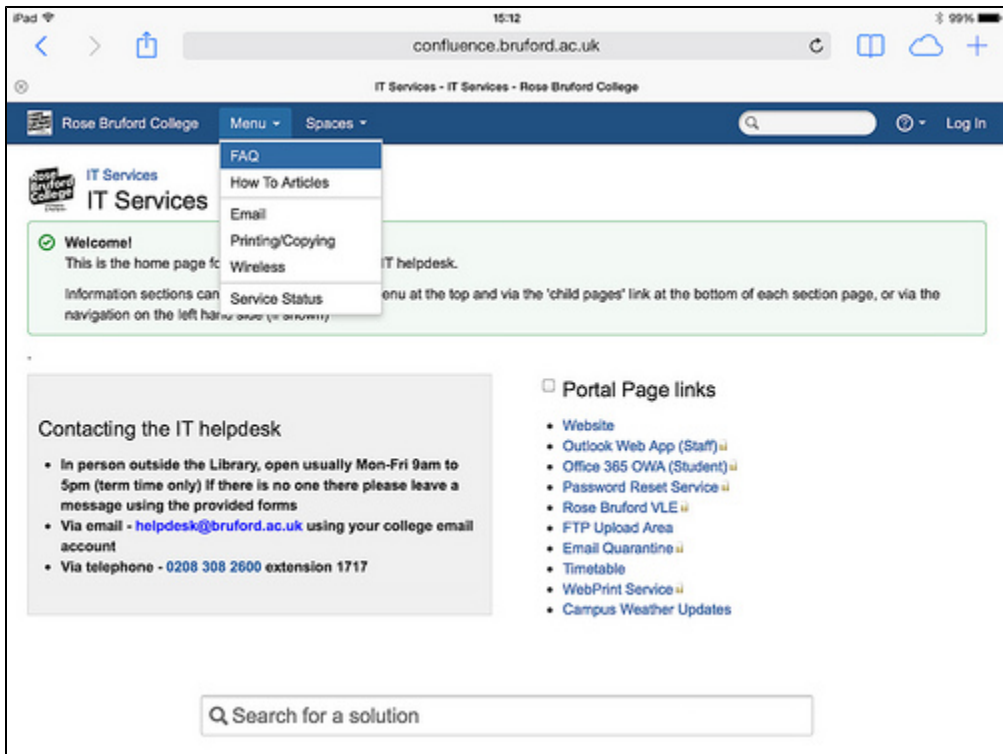 iPad 15:12 99%
confluence.bruford.ac.uk
IT Services - IT Services - Rose Bruford College
Rose Bruford College Menu Spaces Log In
FAQ
How To Articles
Email
Printing/Copying
Wireless
Service Status
Rose
Bruford
College
IT Services
IT Services
Welcome!
This is the home page fo T helpdesk.
Information sections can enu at the top and via the 'child pages' link at the bottom of each section page, or via the
navigation on the left hand side (if shown)
Contacting the IT helpdesk
• In person outside the Library, open usually Mon-Fri 9am to
5pm (term time only) If there is no one there please leave a
message using the provided forms
• Via email - helpdesk@bruford.ac.uk using your college email
account
• Via telephone - 0208 308 2600 extension 1717
Portal Page links
• Website
• Outlook Web App (Staff)
• Office 365 OWA (Student)
• Password Reset Service
• Rose Bruford VLE
• FTP Upload Area
• Email Quarantine
• Timetable
• WebPrint Service
• Campus Weather Updates
Search for a solution